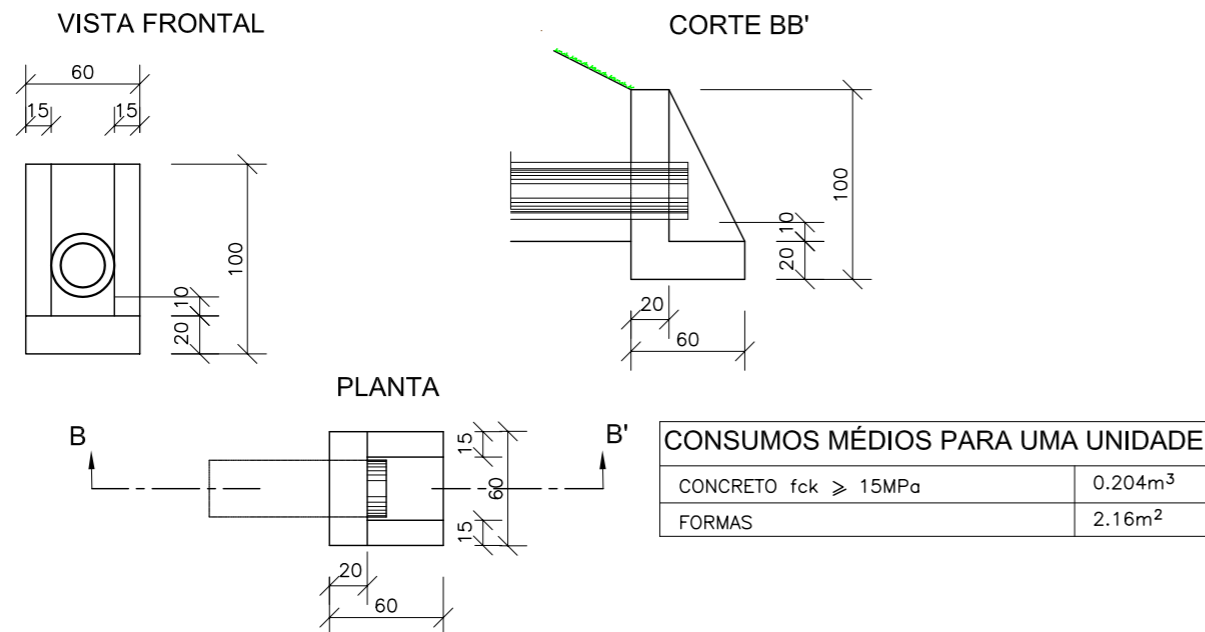 VISTA FRONTAL
60
15 15
100
10
20
CORTE BB'
100
10
20
20
60
PLANTA
B B'
15
60
15
20
60
CONSUMOS MÉDIOS PARA UMA UNIDADE
CONCRETO fck ⩾ 15MPa 0.204m³
FORMAS 2.16m²